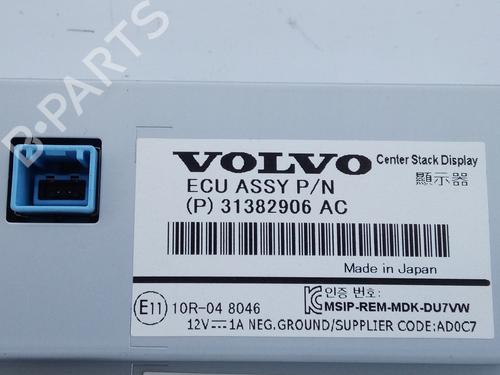 VOLVO
Center Stack Display
顯示器
ECU ASSY P/N
(P) 31382906 AC
Made in Japan
E11 10R-04 8046
인증 번호:
MSIP-REM-MDK-DU7VW
12V⎓1A NEG.GROUND/SUPPLIER CODE:AD0C7
B-PARTS